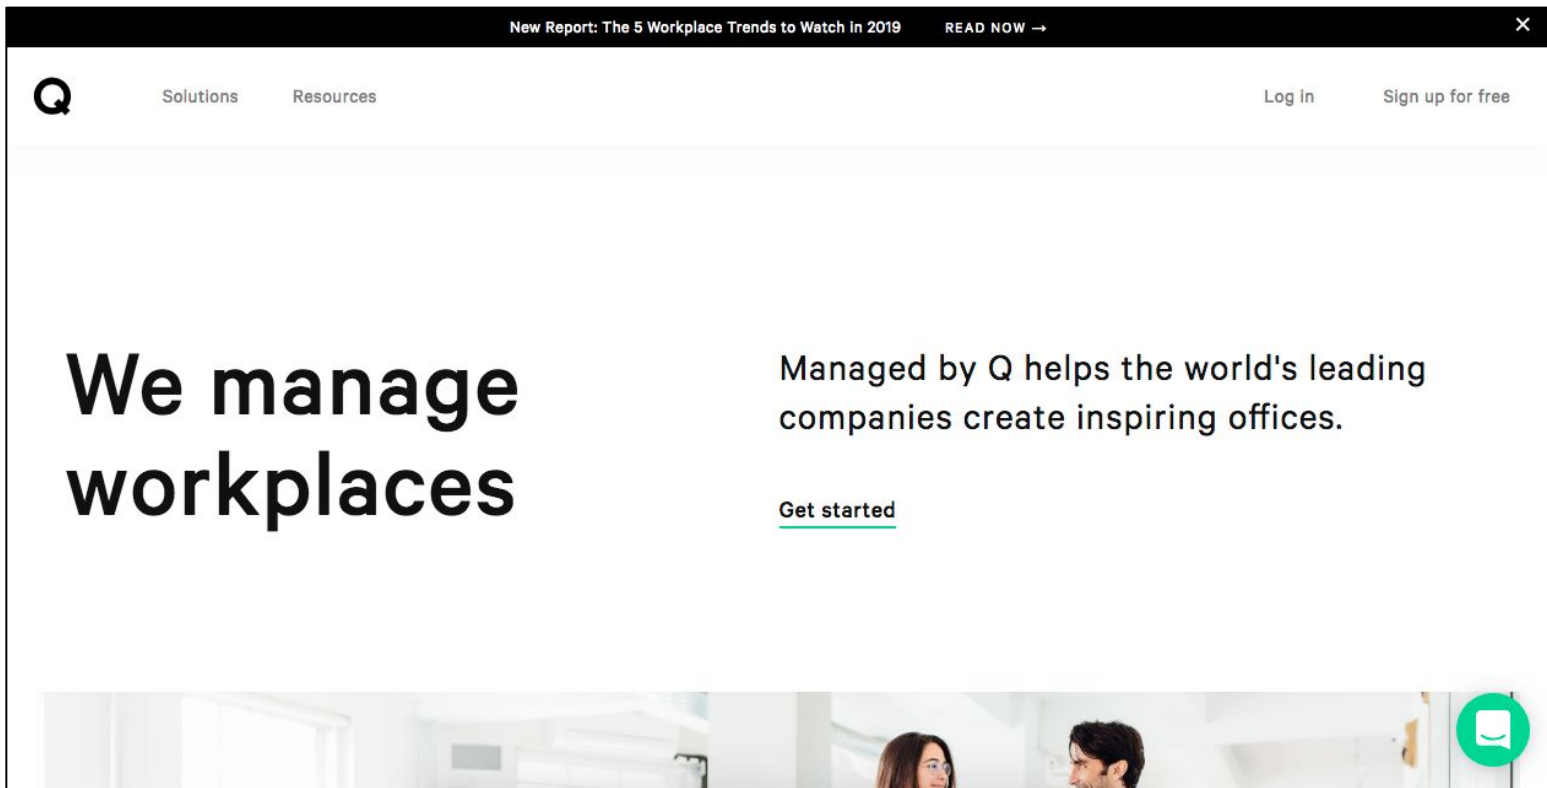 New Report: The 5 Workplace Trends to Watch in 2019 READ NOW → ×
Q Solutions Resources Log in Sign up for free
We manage
workplaces
Managed by Q helps the world's leading
companies create inspiring offices.
Get started